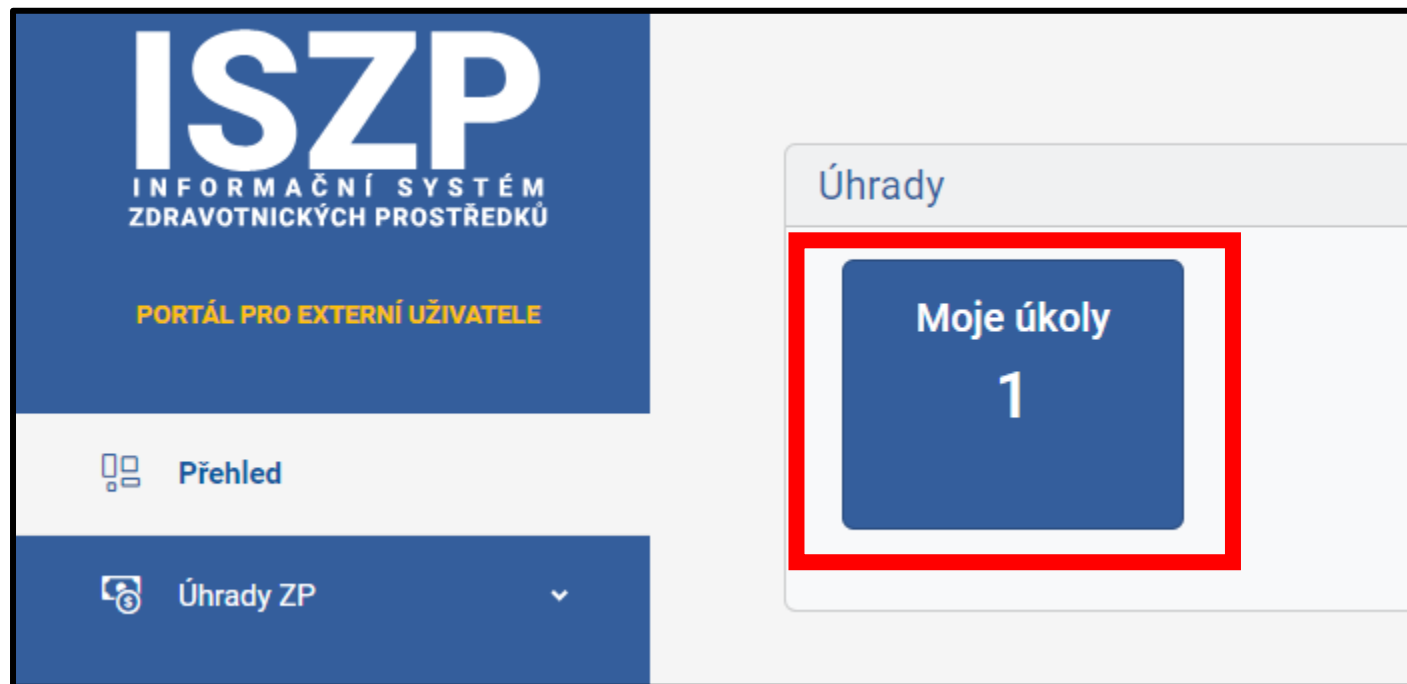 ISZP
INFORMAČNÍ SYSTÉM
ZDRAVOTNICKÝCH PROSTŘEDKŮ
PORTÁL PRO EXTERNÍ UŽIVATELE
Přehled
Úhrady ZP
Úhrady
Moje úkoly
1